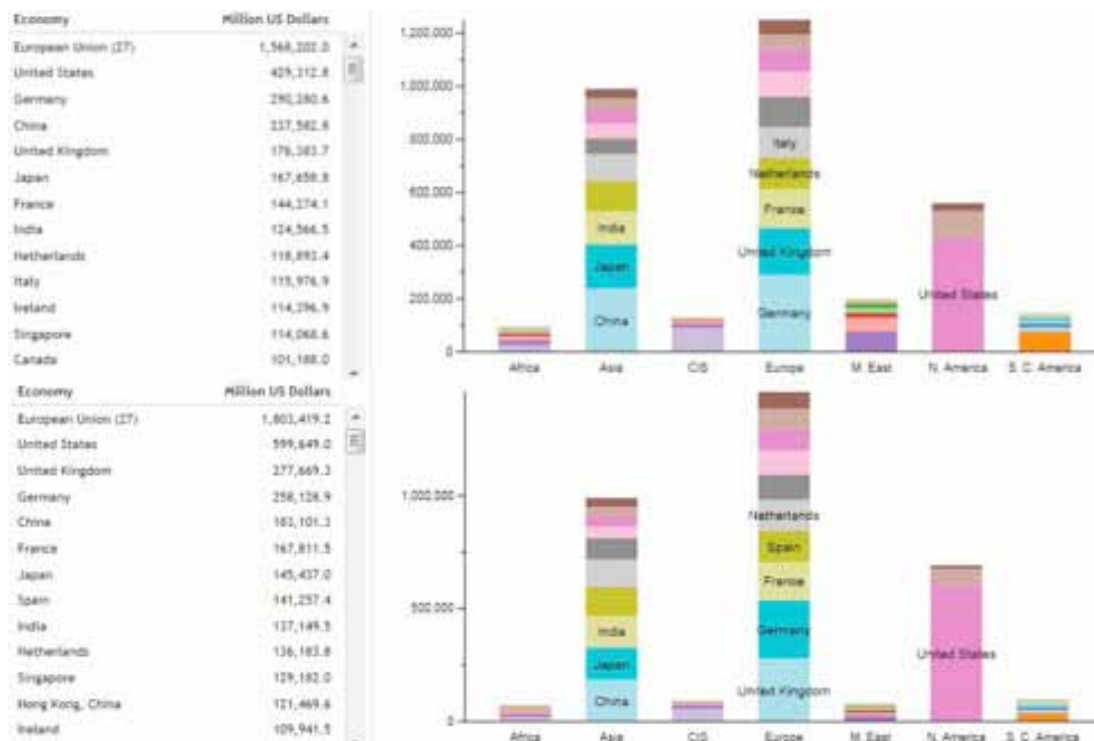 Economy Million US Dollars
European Union (27) 1,568,202.0
United States 429,312.8
Germany 290,280.6
China 237,582.6
United Kingdom 176,383.7
Japan 167,658.8
France 144,274.1
India 124,566.5
Netherlands 118,893.4
Italy 115,976.9
Ireland 114,296.9
Singapore 114,068.6
Canada 101,188.0
1,200,000
1,000,000
800,000
600,000
400,000
200,000
0
Italy
Netherlands
France
India
United Kingdom
Japan
United States
China
Germany
Africa Asia CIS Europe M. East N. America S. C. America
Economy Million US Dollars
European Union (27) 1,803,419.2
United States 599,649.0
United Kingdom 277,669.3
Germany 258,128.9
China 183,101.3
France 167,811.5
Japan 145,437.0
Spain 141,257.4
India 137,149.5
Netherlands 136,183.8
Singapore 129,182.0
Hong Kong, China 121,469.6
Ireland 109,941.5
1,000,000
500,000
0
Netherlands
Spain
France
India
Germany
Japan
United States
China
United Kingdom
Africa Asia CIS Europe M. East N. America S. C. America